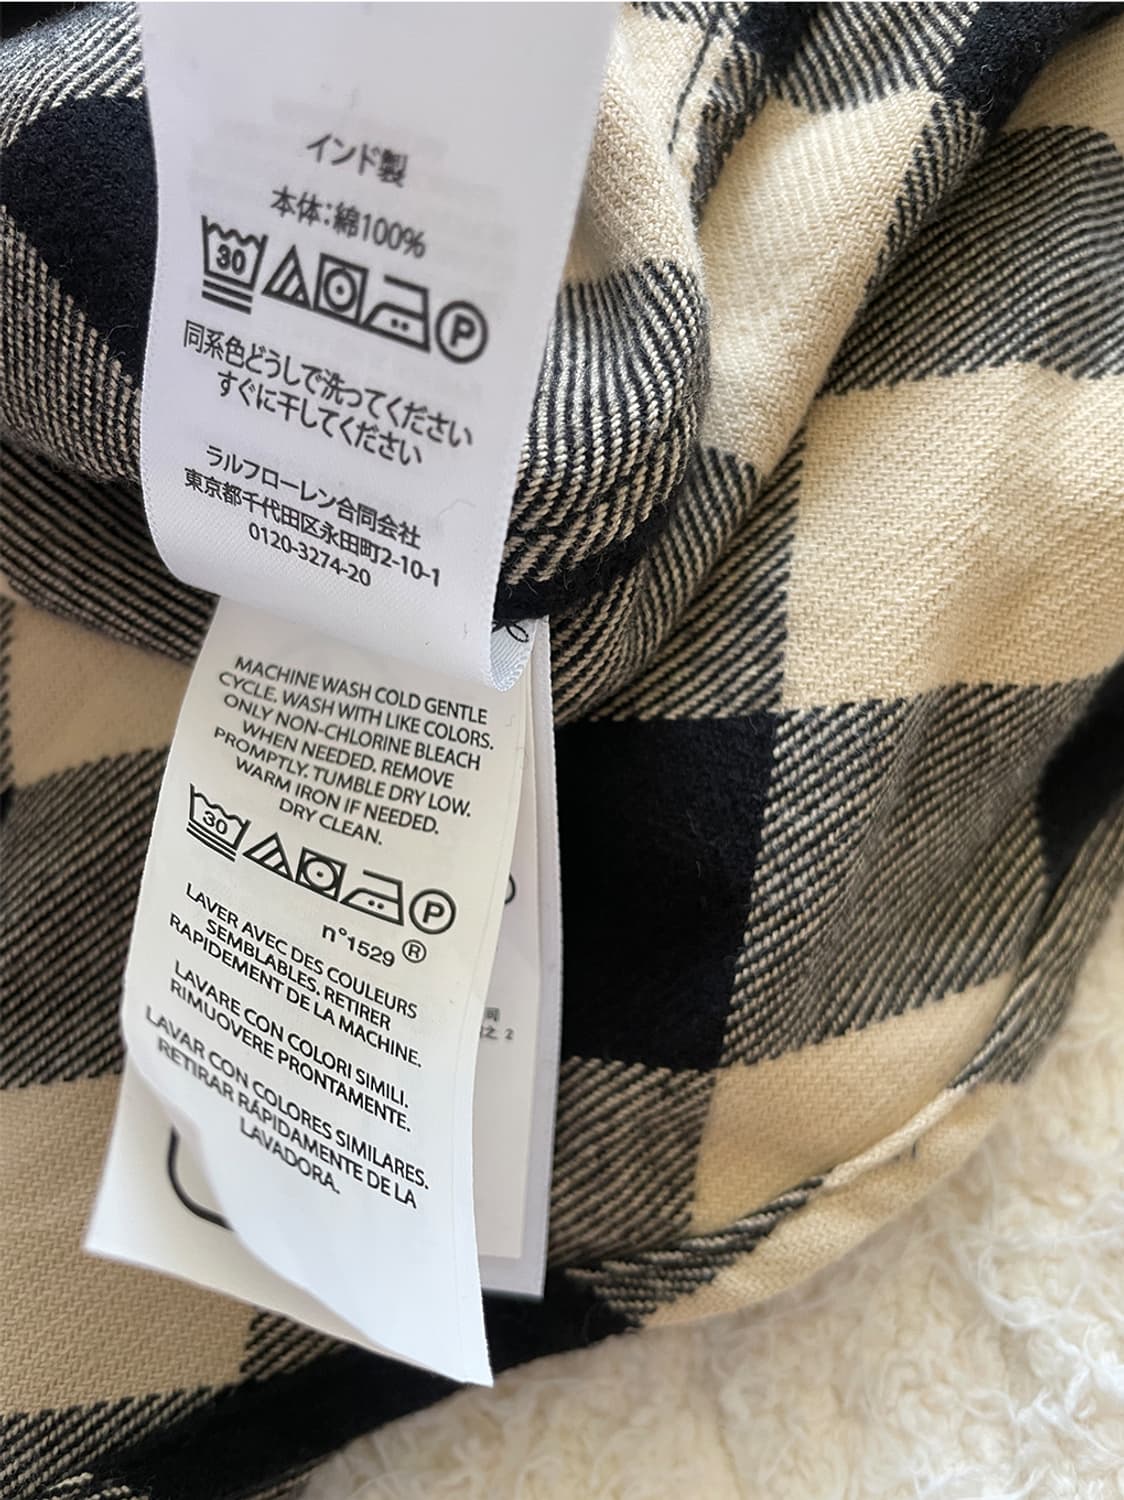 インド製
本体:綿100%
30 P
同系色どうしで洗ってください
すぐに干してください
ラルフローレン合同会社
東京都千代田区永田町2-10-1
0120-3274-20
MACHINE WASH COLD GENTLE
CYCLE. WASH WITH LIKE COLORS.
ONLY NON-CHLORINE BLEACH
WHEN NEEDED. REMOVE
PROMPTLY. TUMBLE DRY LOW.
WARM IRON IF NEEDED.
DRY CLEAN.
30 P
n°1529 ®
LAVER AVEC DES COULEURS
SEMBLABLES. RETIRER
RAPIDEMENT DE LA MACHINE.
LAVARE CON COLORI SIMILI.
RIMUOVERE PRONTAMENTE.
LAVAR CON COLORES SIMILARES.
RETIRAR RÁPIDAMENTE DE LA
LAVADORA.